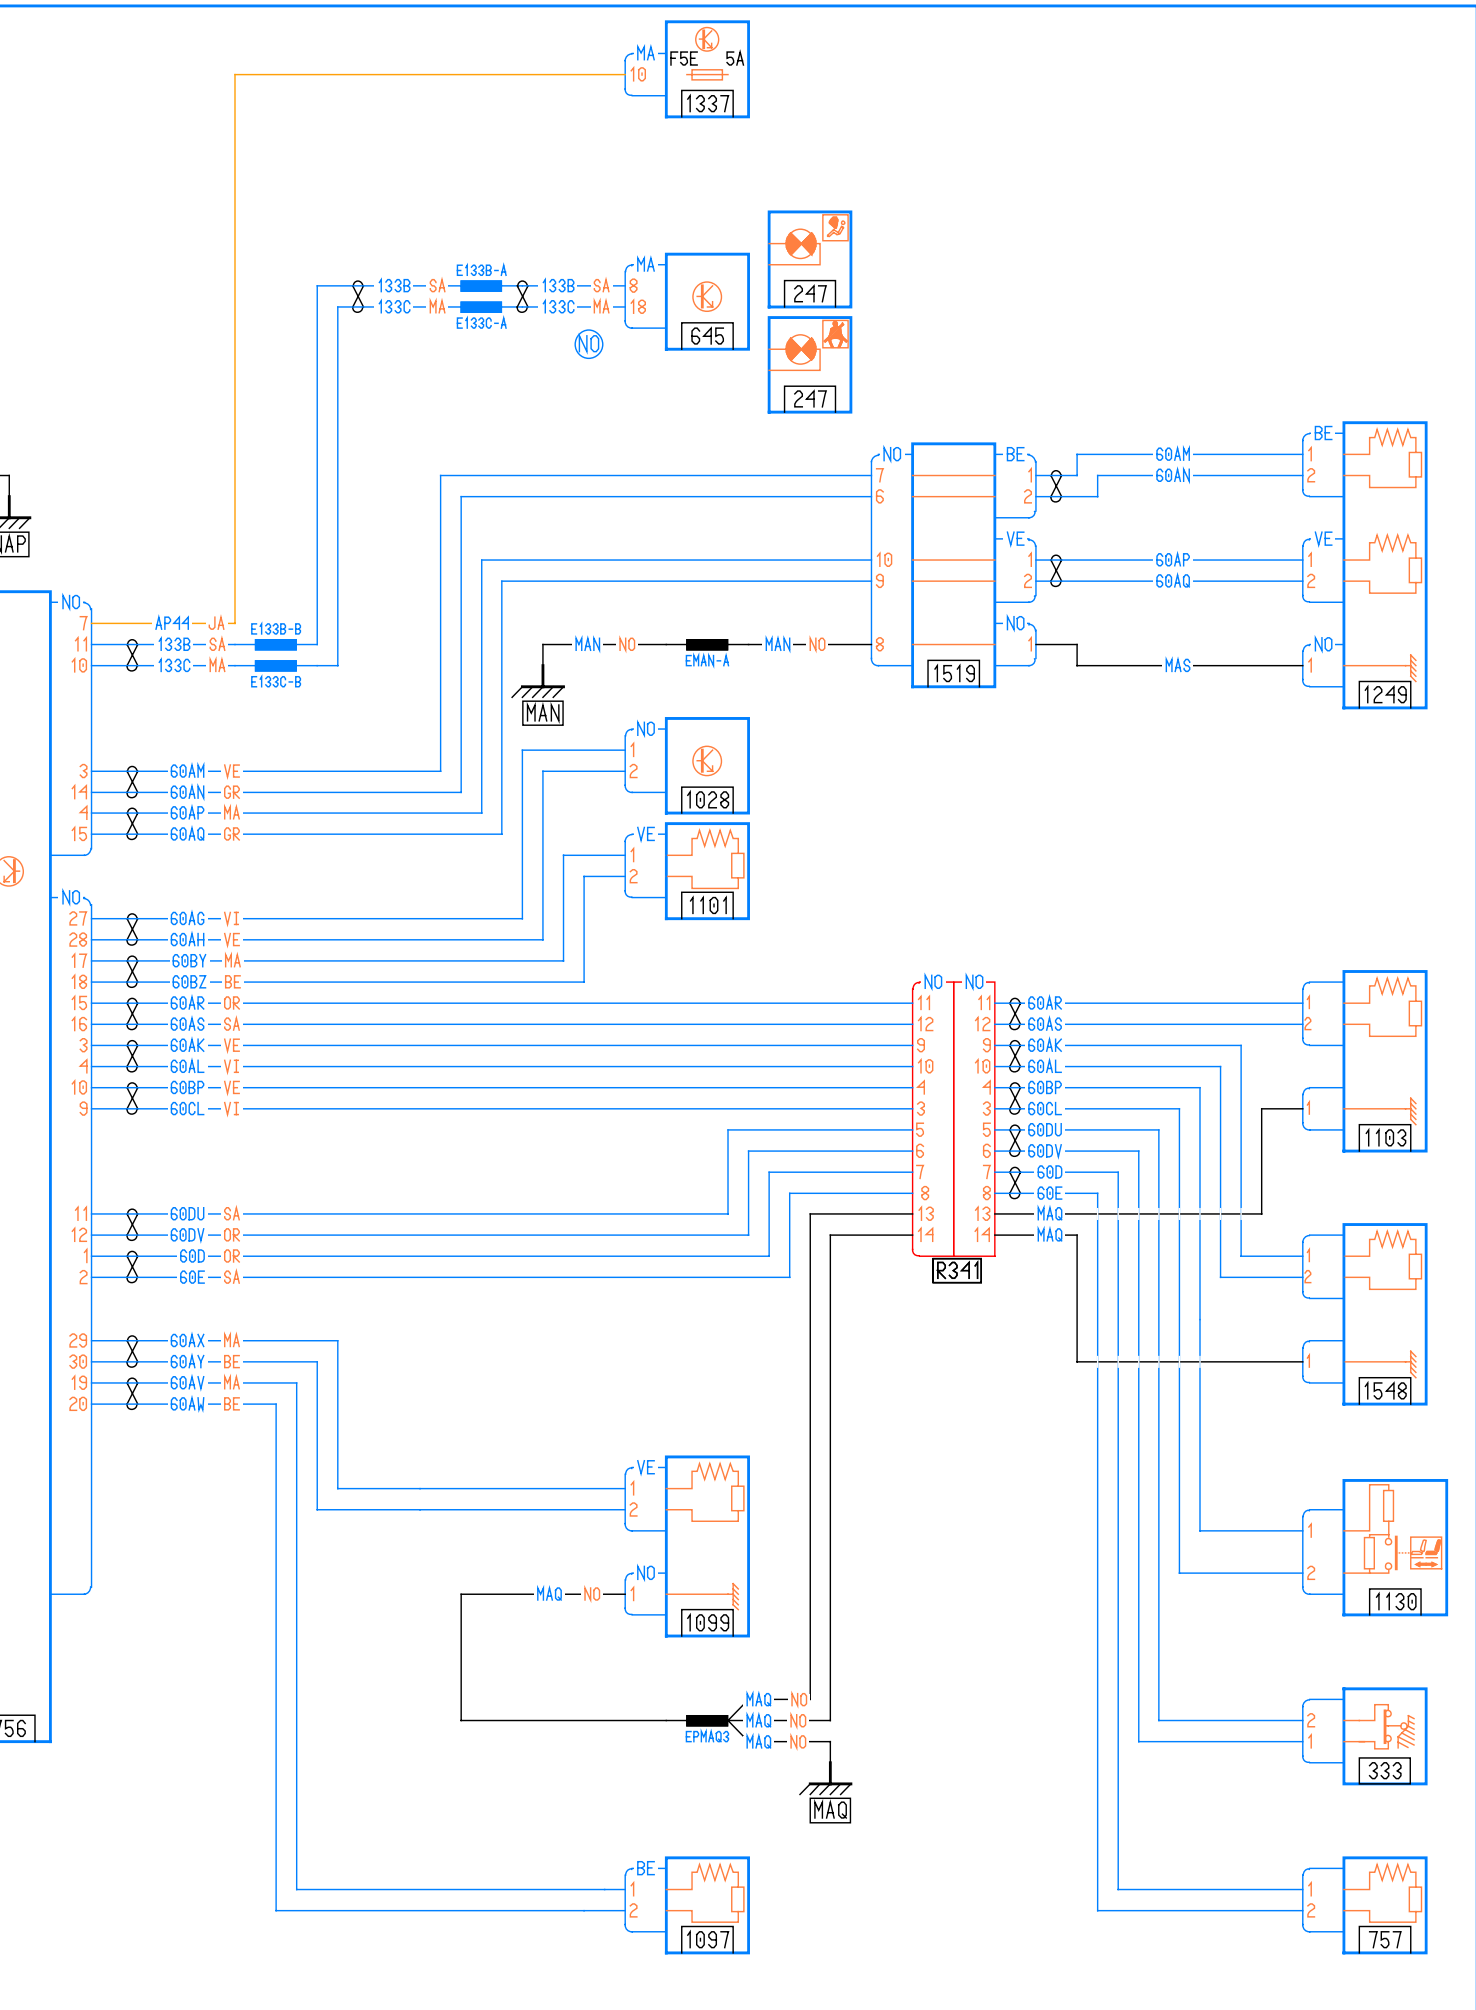 MA
10
F5E 5A
1337
247
E133B-A
133B SA 133B SA
133C MA 133C MA
E133C-A
MA
8
18
645
NO
247
NO
7
6
10
9
8
1519
BE
1
2
VE
1
2
NO
1
60AM
60AN
60AP
60AQ
MAS
BE
1
2
VE
1
2
NO
1
1249
NO
7 AP44 JA
11 133B SA E133B-B
10 133C MA E133C-B
MAN NO EMAN-A MAN NO
MAN
3 60AM VE
14 60AN GR
4 60AP MA
15 60AQ GR
NO
1
2
1028
VE
1
2
1101
NO
27 60AG VI
28 60AH VE
17 60BY MA
18 60BZ BE
15 60AR OR
16 60AS SA
3 60AK VE
4 60AL VI
10 60BP VE
9 60CL VI
11 60DU SA
12 60DV OR
1 60D OR
2 60E SA
29 60AX MA
30 60AY BE
19 60AV MA
20 60AW BE
NO NO
11 11 60AR
12 12 60AS
9 9 60AK
10 10 60AL
4 4 60BP
3 3 60CL
5 5 60DU
6 6 60DV
7 7 60D
8 8 60E
13 13 MAQ
14 14 MAQ
R341
1
2
1
1103
1
2
1
1548
1
2
1130
2
1
333
1
2
757
VE
1
2
NO
MAQ NO 1
1099
MAQ NO
MAQ NO
MAQ NO
EPMAQ3
MAQ
BE
1
2
1097